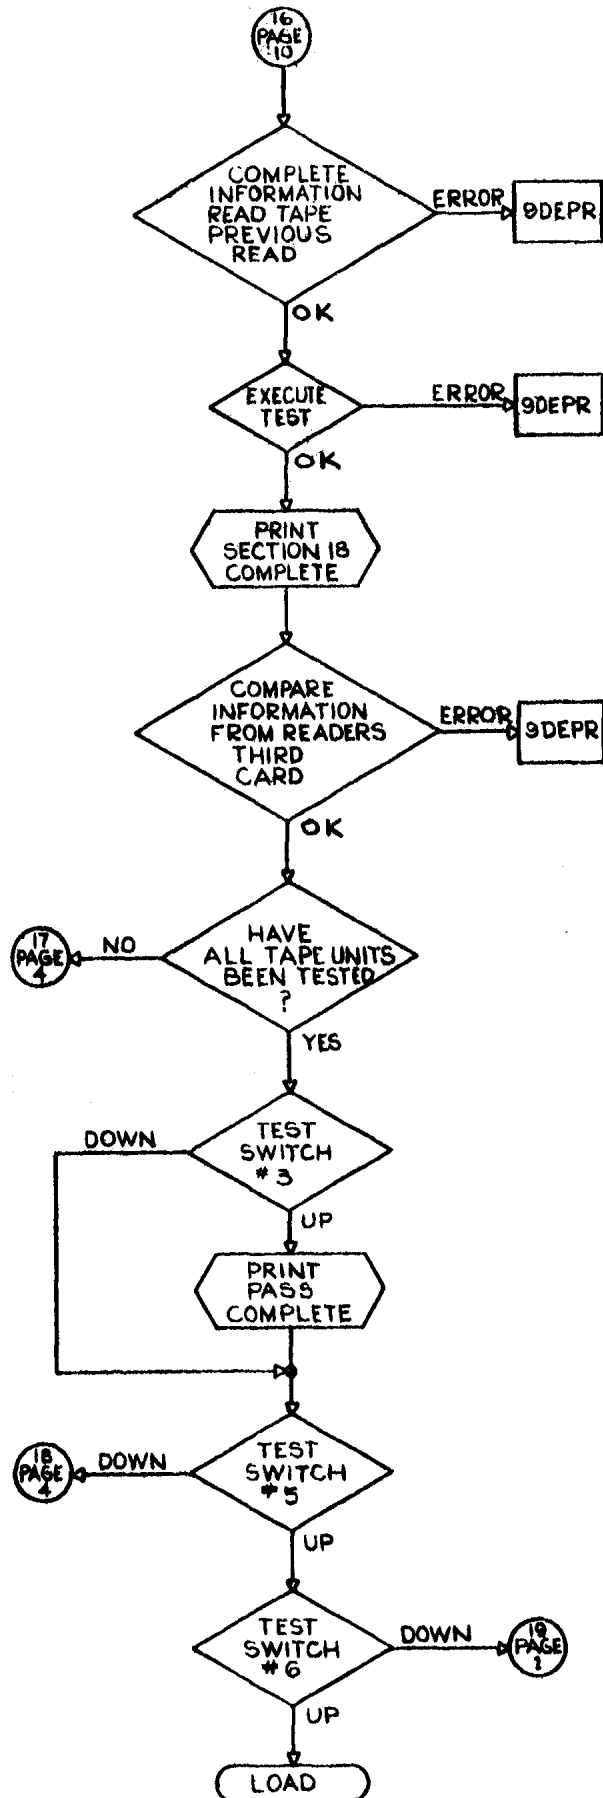 16
PAGE
10
COMPLETE
INFORMATION
READ TAPE
PREVIOUS
READ
ERROR
9DEPR
OK
EXECUTE
TEST
ERROR
9DEPR
OK
PRINT
SECTION 18
COMPLETE
COMPARE
INFORMATION
FROM READERS
THIRD
CARD
ERROR
9DEPR
OK
HAVE
ALL TAPE UNITS
BEEN TESTED
?
NO
17
PAGE
4
YES
TEST
SWITCH
#3
DOWN
UP
PRINT
PASS
COMPLETE
TEST
SWITCH
#5
DOWN
18
PAGE
4
UP
TEST
SWITCH
#6
DOWN
19
PAGE
UP
LOAD